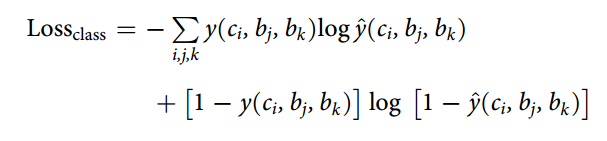 Loss_class = − ∑_{i,j,k} y(c_i, b_j, b_k) log ŷ(c_i, b_j, b_k)
+ [1 − y(c_i, b_j, b_k)] log [1 − ŷ(c_i, b_j, b_k)]